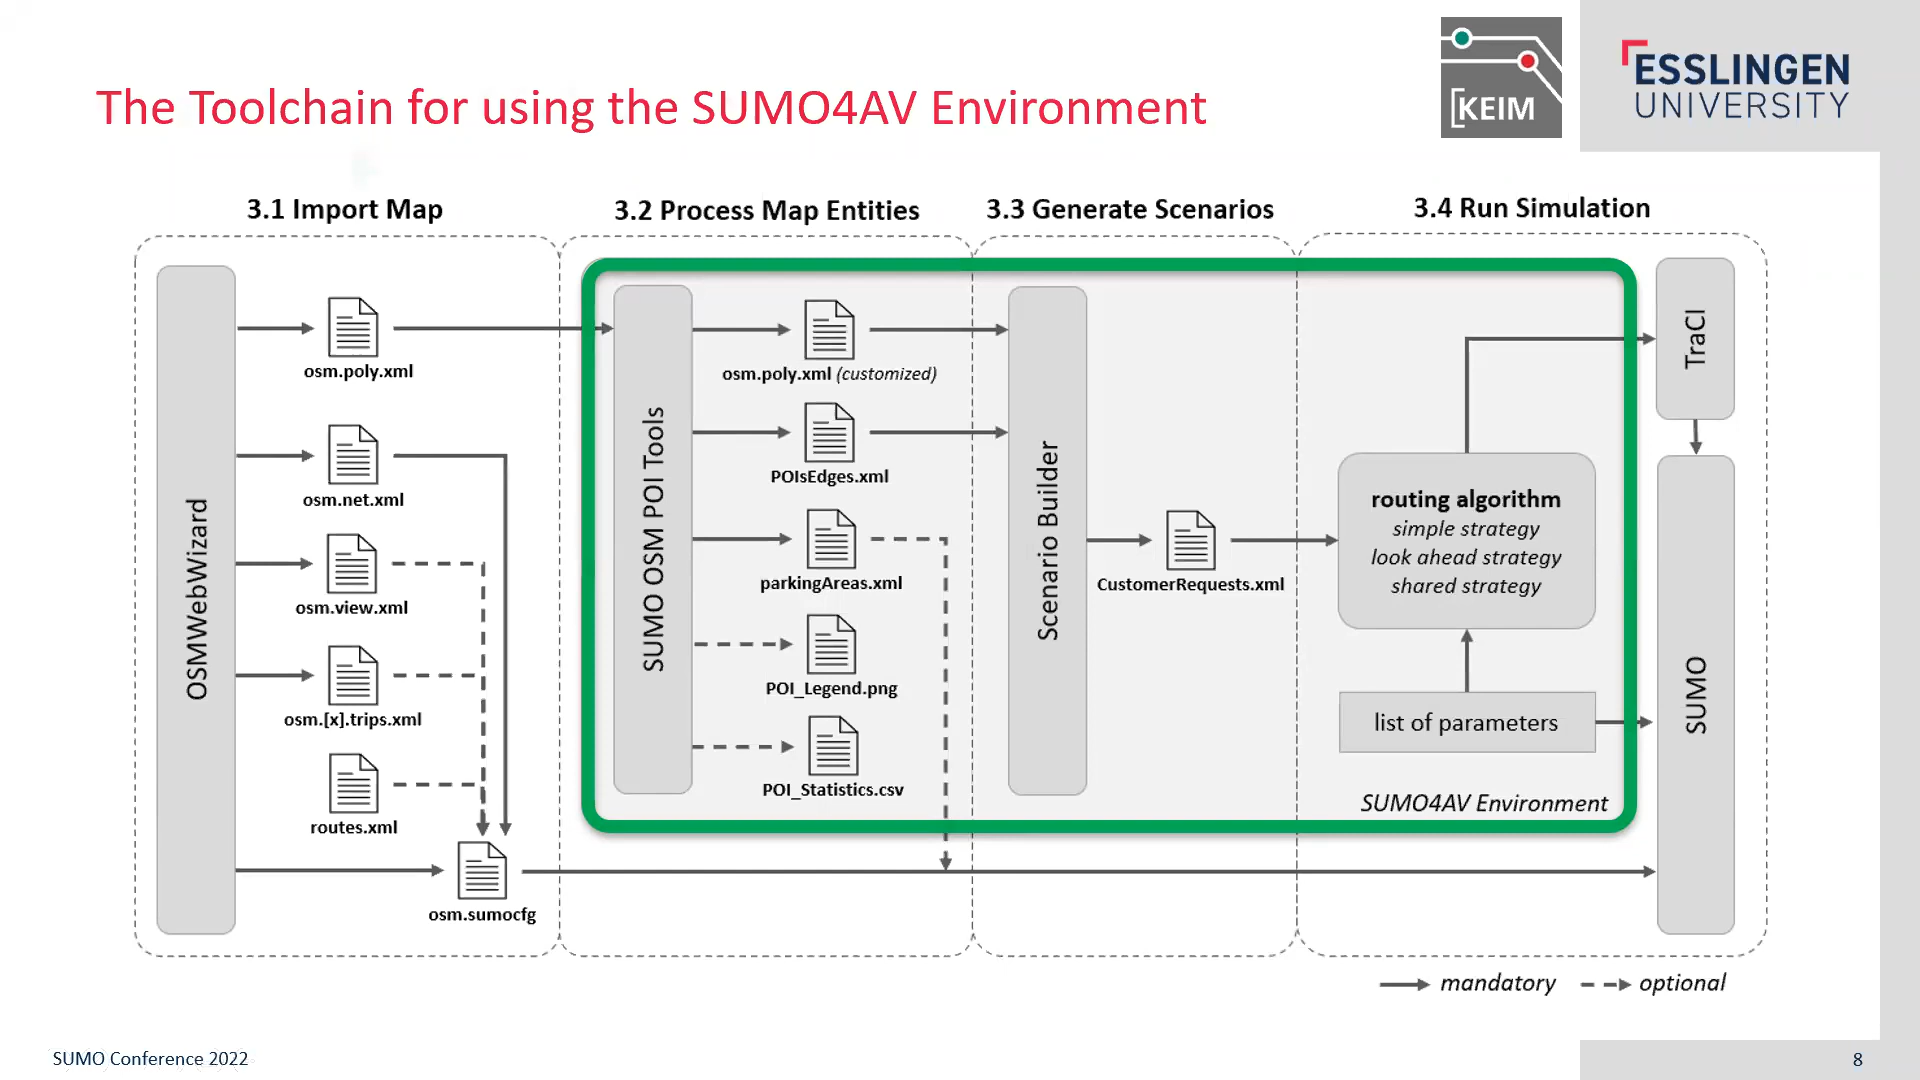 The Toolchain for using the SUMO4AV Environment
[KEIM
ESSLINGEN
UNIVERSITY
3.1 Import Map
3.2 Process Map Entities
3.3 Generate Scenarios
3.4 Run Simulation
OSMWebWizard
osm.poly.xml
osm.net.xml
osm.view.xml
osm.[x].trips.xml
routes.xml
osm.sumocfg
SUMO OSM POI Tools
osm.poly.xml (customized)
POIsEdges.xml
parkingAreas.xml
POI_Legend.png
POI_Statistics.csv
Scenario Builder
CustomerRequests.xml
routing algorithm
simple strategy
look ahead strategy
shared strategy
list of parameters
SUMO4AV Environment
TraCI
SUMO
mandatory
optional
SUMO Conference 2022
8